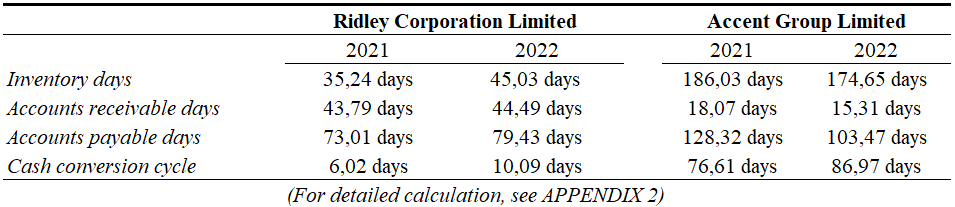 Ridley Corporation Limited Accent Group Limited
2021 2022 2021 2022
Inventory days 35,24 days 45,03 days 186,03 days 174,65 days
Accounts receivable days 43,79 days 44,49 days 18,07 days 15,31 days
Accounts payable days 73,01 days 79,43 days 128,32 days 103,47 days
Cash conversion cycle 6,02 days 10,09 days 76,61 days 86,97 days
(For detailed calculation, see APPENDIX 2)